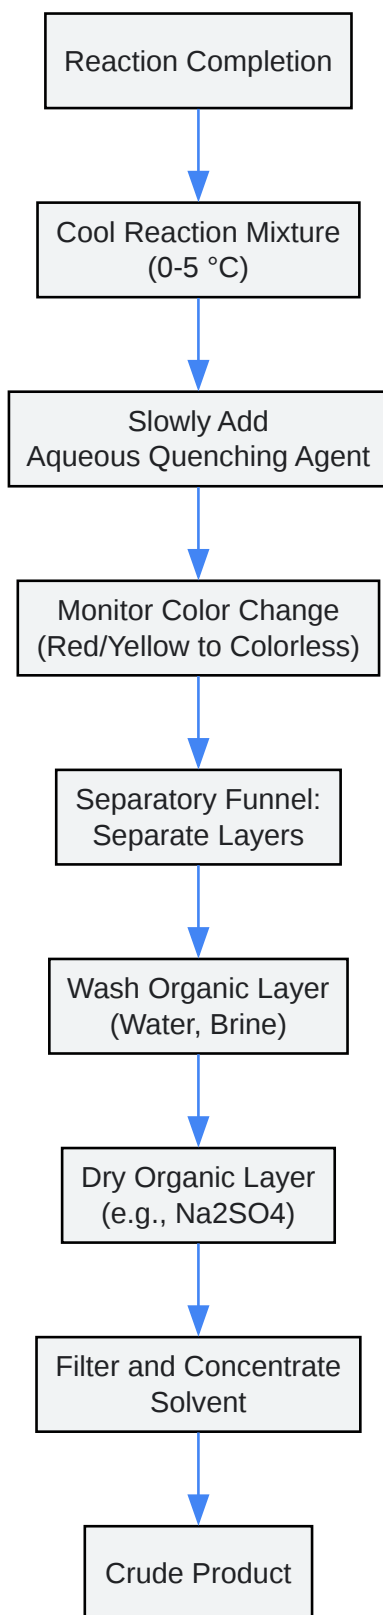 Reaction Completion
Cool Reaction Mixture
(0-5 °C)
Slowly Add
Aqueous Quenching Agent
Monitor Color Change
(Red/Yellow to Colorless)
Separatory Funnel:
Separate Layers
Wash Organic Layer
(Water, Brine)
Dry Organic Layer
(e.g., Na2SO4)
Filter and Concentrate
Solvent
Crude Product